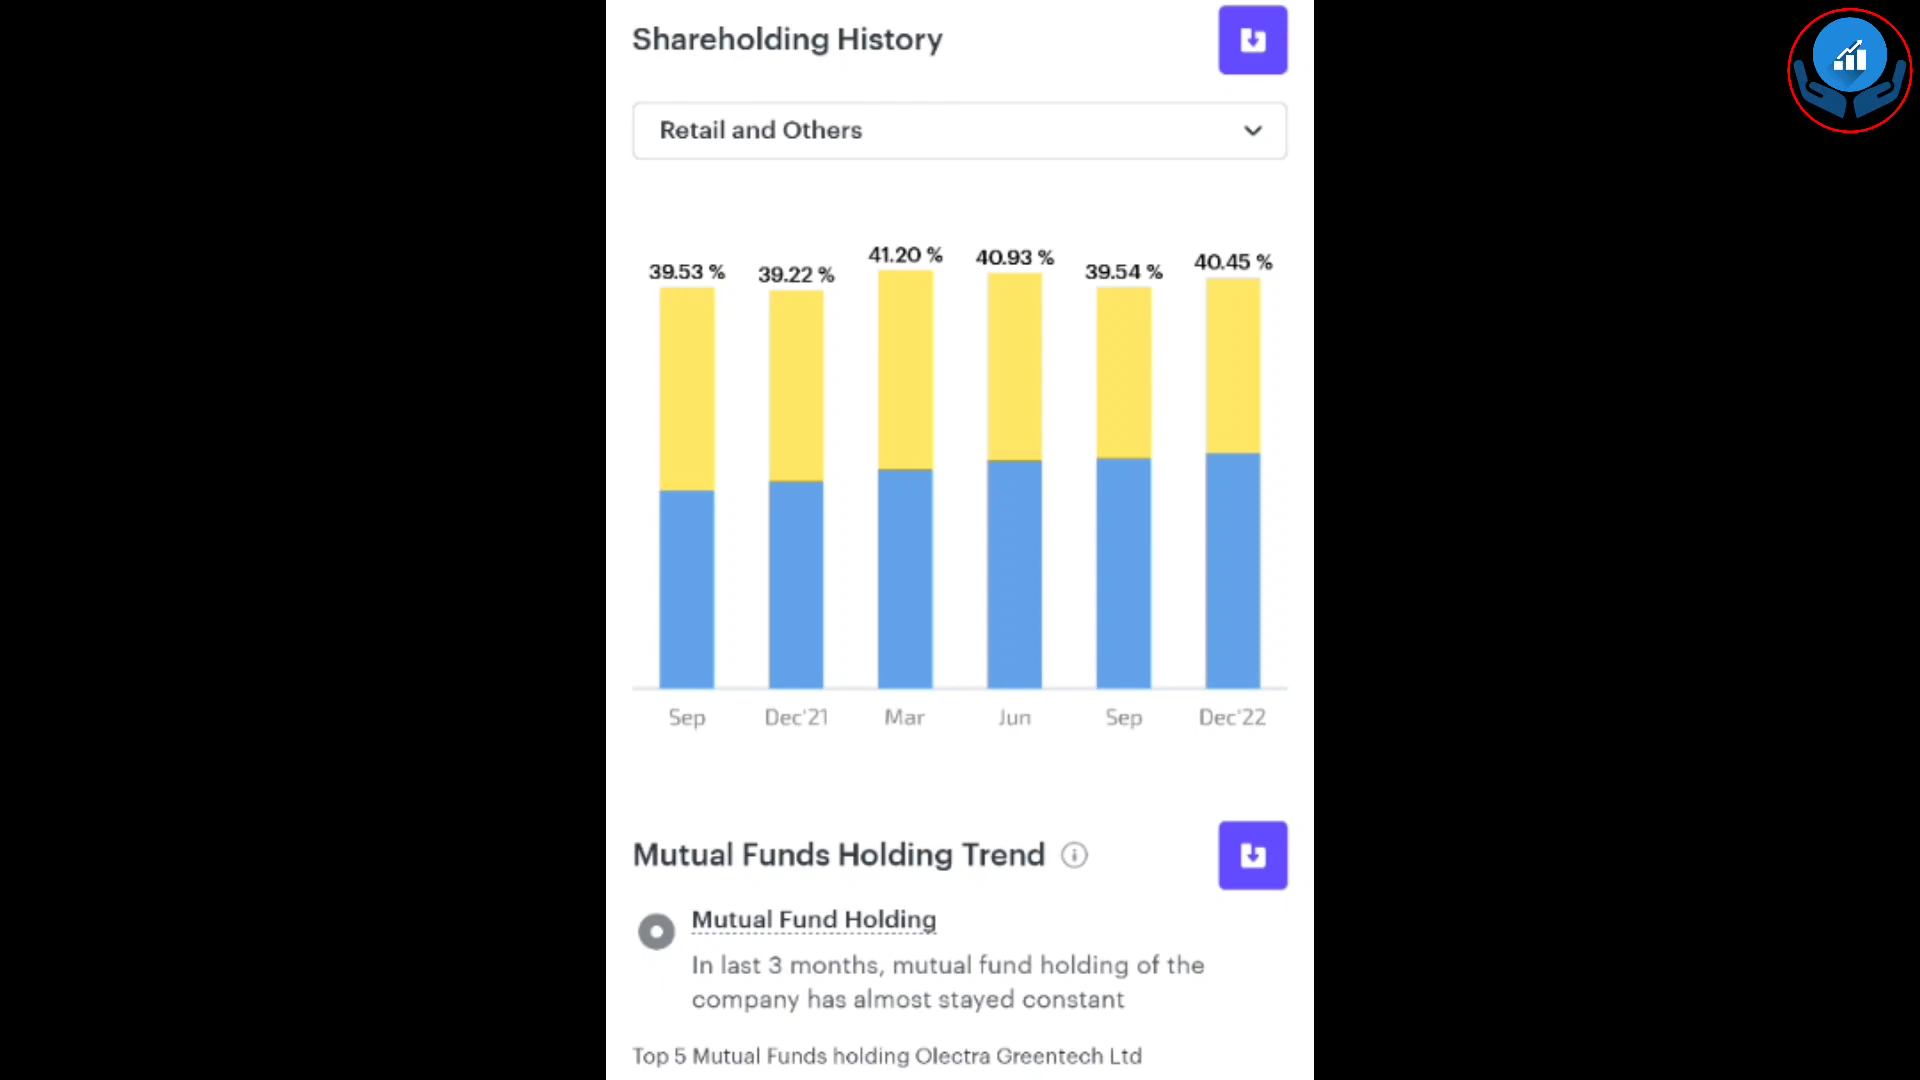 Shareholding History
Retail and Others
39.53 % 39.22 % 41.20 % 40.93 % 39.54 % 40.45 %
Sep Dec'21 Mar Jun Sep Dec'22
Mutual Funds Holding Trend
Mutual Fund Holding
In last 3 months, mutual fund holding of the
company has almost stayed constant
Top 5 Mutual Funds holding Olectra Greentech Ltd